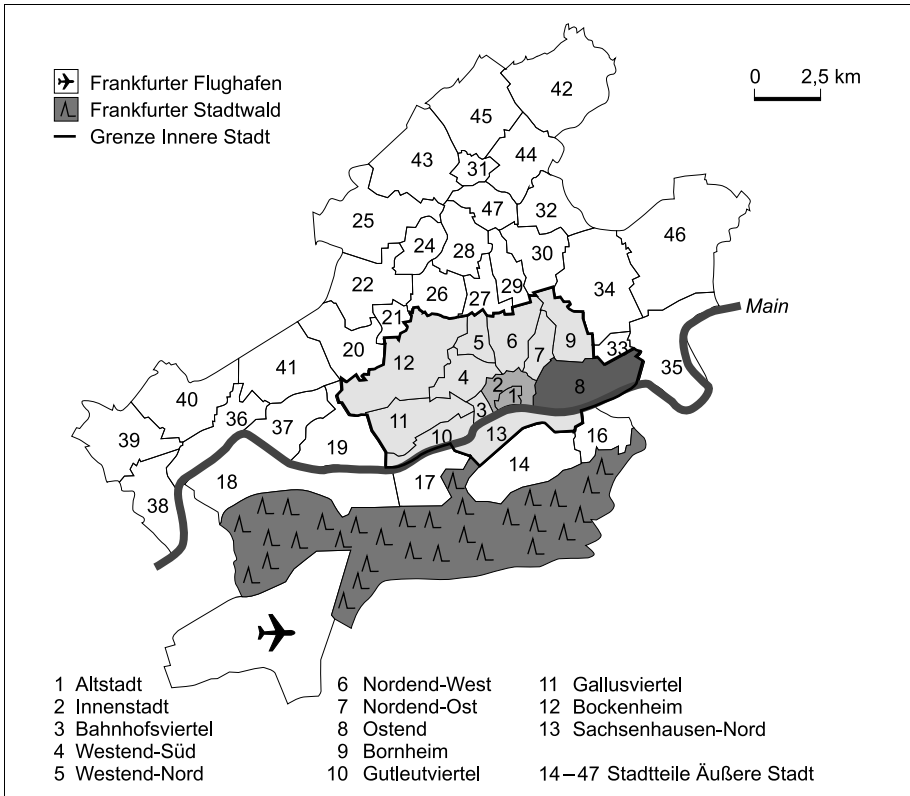 Frankfurter Flughafen
Frankfurter Stadtwald
Grenze Innere Stadt
0 2,5 km
42
45
43
44
31
25
47
32
46
24
28
30
22
34
29
26
27
21
Main
20
5
6
7
9
33
12
35
41
4
8
40
2
1
36
11
3
39
37
10
13
16
19
14
18
17
38
1 Altstadt
2 Innenstadt
3 Bahnhofsviertel
4 Westend-Süd
5 Westend-Nord
6 Nordend-West
7 Nordend-Ost
8 Ostend
9 Bornheim
10 Gutleutviertel
11 Gallusviertel
12 Bockenheim
13 Sachsenhausen-Nord
14–47 Stadtteile Äußere Stadt